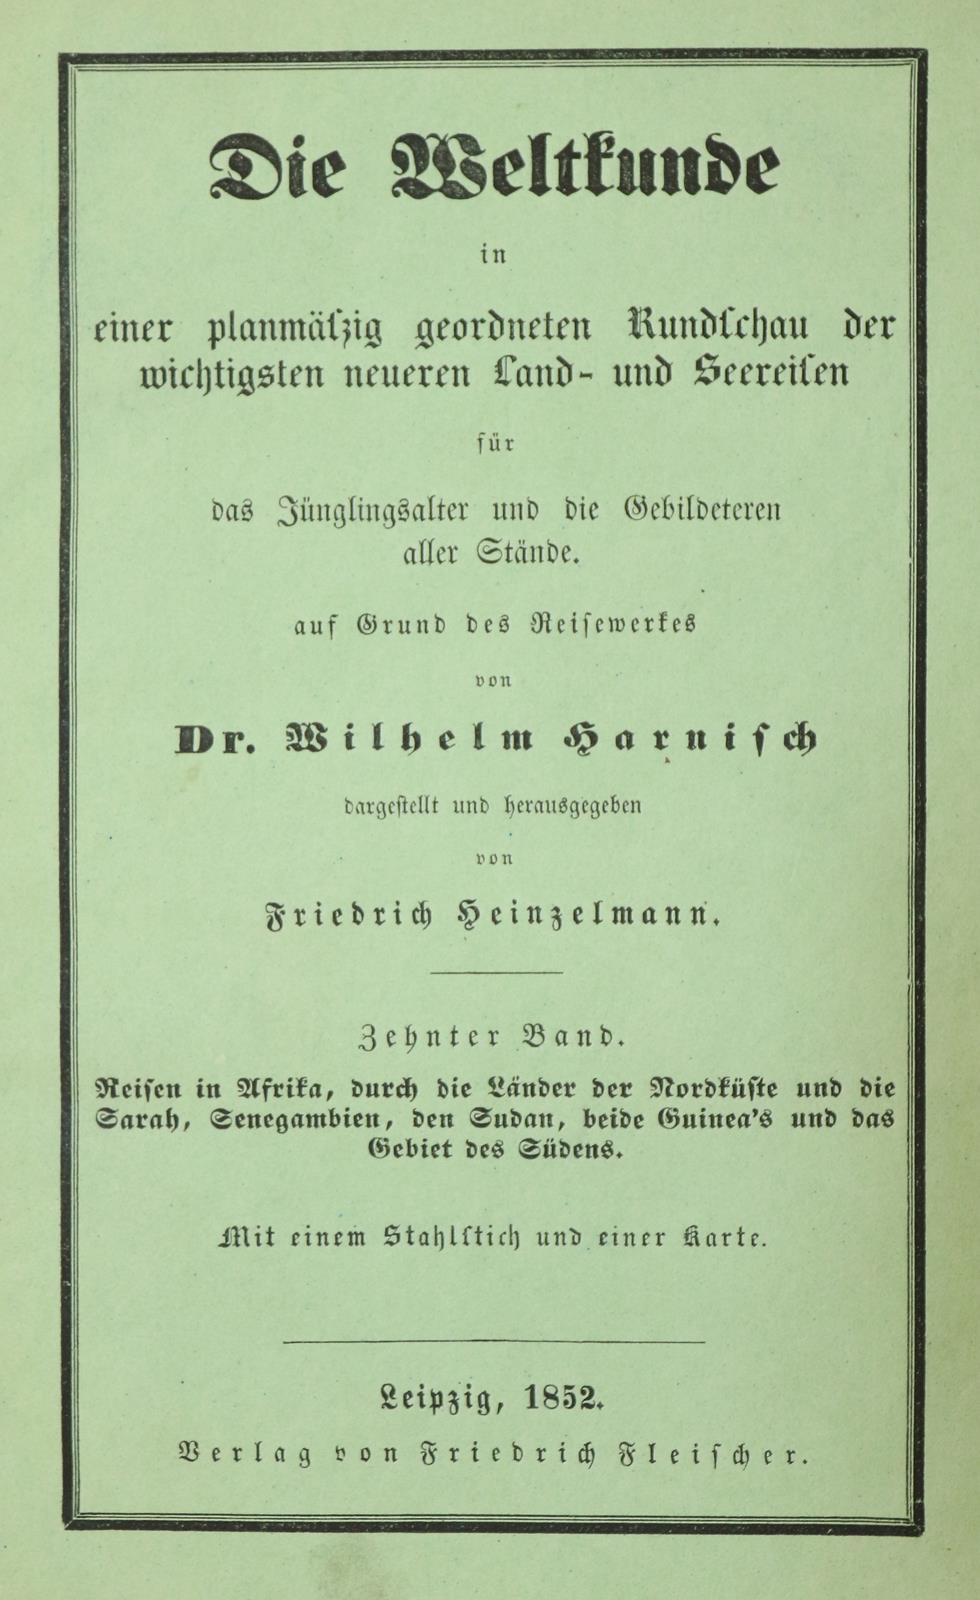 Die Weltkunde
in
einer planmäſzig geordneten Rundſchau der
wichtigsten neueren Land- und Seereiſen
für
das Jünglingsalter und die Gebildeteren
aller Stände.
auf Grund des Reiſewerkes
von
Dr. Wilhelm Harniſch
dargeſtellt und herausgegeben
von
Friedrich Heinzelmann.
Zehnter Band.
Reiſen in Afrika, durch die Länder der Nordküſte und die
Sarah, Senegambien, den Sudan, beide Guinea's und das
Gebiet des Südens.
Mit einem Stahlſtich und einer Karte.
Leipzig, 1852.
Verlag von Friedrich Fleiſcher.